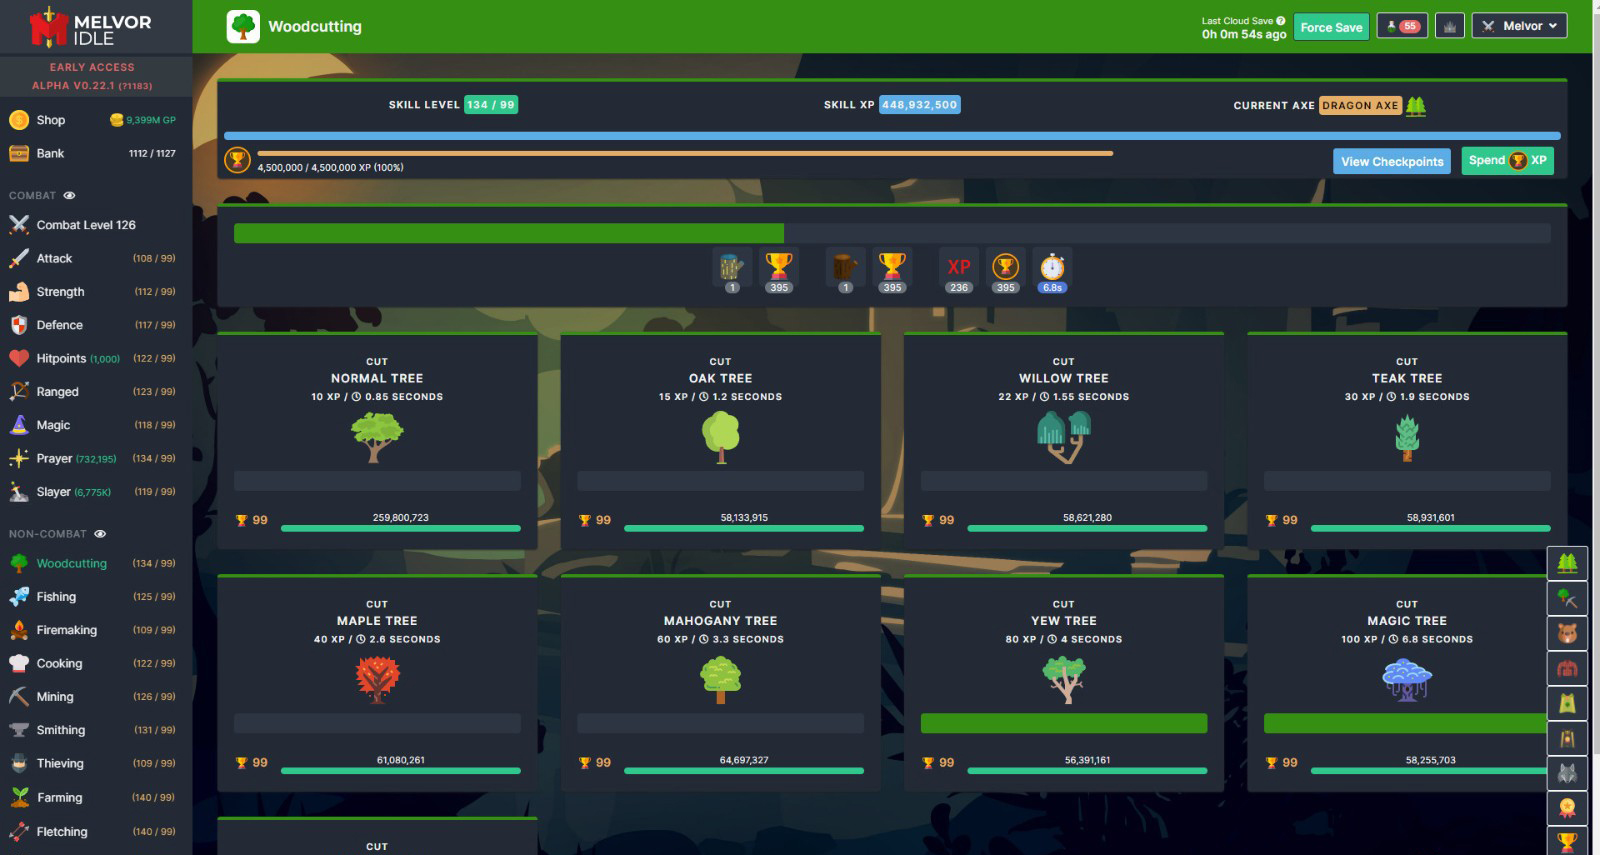 MELVOR
IDLE
EARLY ACCESS
ALPHA V0.22.1 (?1183)
Shop 9,399M GP
Bank 1112 / 1127
COMBAT
Combat Level 126
Attack (108 / 99)
Strength (112 / 99)
Defence (117 / 99)
Hitpoints (1,000) (122 / 99)
Ranged (123 / 99)
Magic (118 / 99)
Prayer (732,195) (134 / 99)
Slayer (6,775K) (119 / 99)
NON-COMBAT
Woodcutting (134 / 99)
Fishing (125 / 99)
Firemaking (109 / 99)
Cooking (122 / 99)
Mining (126 / 99)
Smithing (131 / 99)
Thieving (109 / 99)
Farming (140 / 99)
Fletching (140 / 99)
Woodcutting
Last Cloud Save ?
0h 0m 54s ago
Force Save
55
Melvor
SKILL LEVEL 134 / 99
SKILL XP 448,932,500
CURRENT AXE DRAGON AXE
4,500,000 / 4,500,000 XP (100%)
View Checkpoints
Spend XP
XP
1 395 1 395 236 395 6.8s
CUT
NORMAL TREE
10 XP / 0.85 SECONDS
99 259,800,723
CUT
OAK TREE
15 XP / 1.2 SECONDS
99 58,133,915
CUT
WILLOW TREE
22 XP / 1.55 SECONDS
99 58,621,280
CUT
TEAK TREE
30 XP / 1.9 SECONDS
99 58,931,601
CUT
MAPLE TREE
40 XP / 2.6 SECONDS
99 61,080,261
CUT
MAHOGANY TREE
60 XP / 3.3 SECONDS
99 64,697,327
CUT
YEW TREE
80 XP / 4 SECONDS
99 56,391,161
CUT
MAGIC TREE
100 XP / 6.8 SECONDS
99 58,255,703
CUT